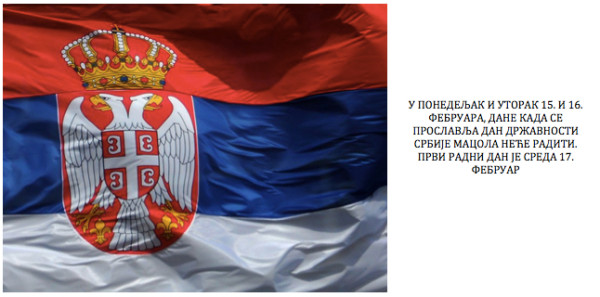 У ПОНЕДЕЉАК И УТОРАК 15. И 16.
ФЕБРУАРА, ДАНЕ КАДА СЕ
ПРОСЛАВЉА ДАН ДРЖАВНОСТИ
СРБИЈЕ МАЦОЛА НЕЋЕ РАДИТИ.
ПРВИ РАДНИ ДАН ЈЕ СРЕДА 17.
ФЕБРУАР